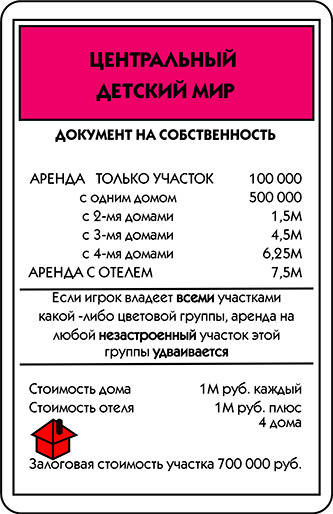 ЦЕНТРАЛЬНЫЙ
ДЕТСКИЙ МИР
ДОКУМЕНТ НА СОБСТВЕННОСТЬ
АРЕНДА ТОЛЬКО УЧАСТОК 100 000
с одним домом 500 000
с 2-мя домами 1,5М
с 3-мя домами 4,5М
с 4-мя домами 6,25М
АРЕНДА С ОТЕЛЕМ 7,5М
Если игрок владеет всеми участками
какой -либо цветовой группы, аренда на
любой незастроенный участок этой
группы удваивается
Стоимость дома 1М руб. каждый
Стоимость отеля 1М руб. плюс
4 дома
Залоговая стоимость участка 700 000 руб.